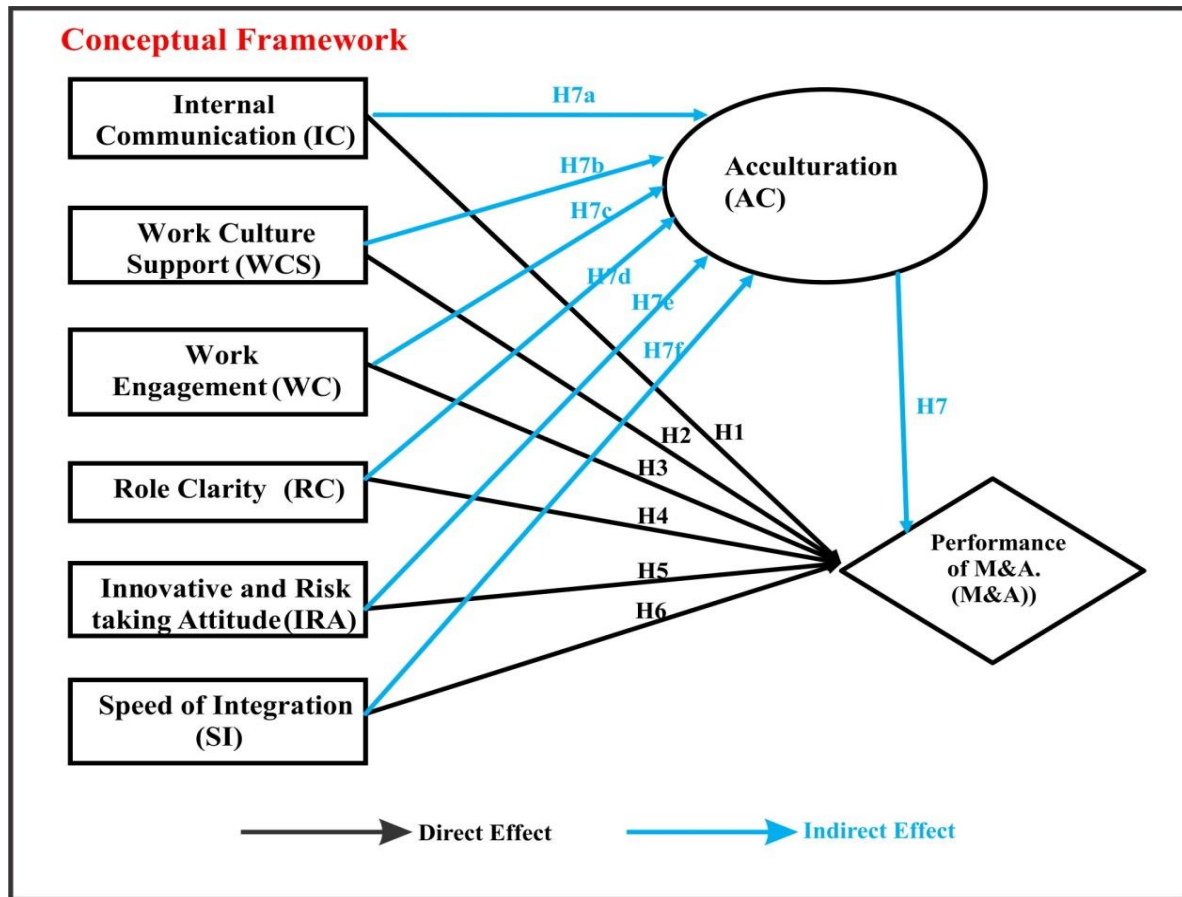 Conceptual Framework
Internal
Communication (IC)
H7a
Acculturation
(AC)
Work Culture
Support (WCS)
H7b
H7c
Work
Engagement (WC)
H7d
H7e
H7f
H1
H2
H3
H7
Role Clarity (RC)
H4
Innovative and Risk
taking Attitude (IRA)
H5
H6
Performance
of M&A.
(M&A))
Speed of Integration
(SI)
Direct Effect
Indirect Effect